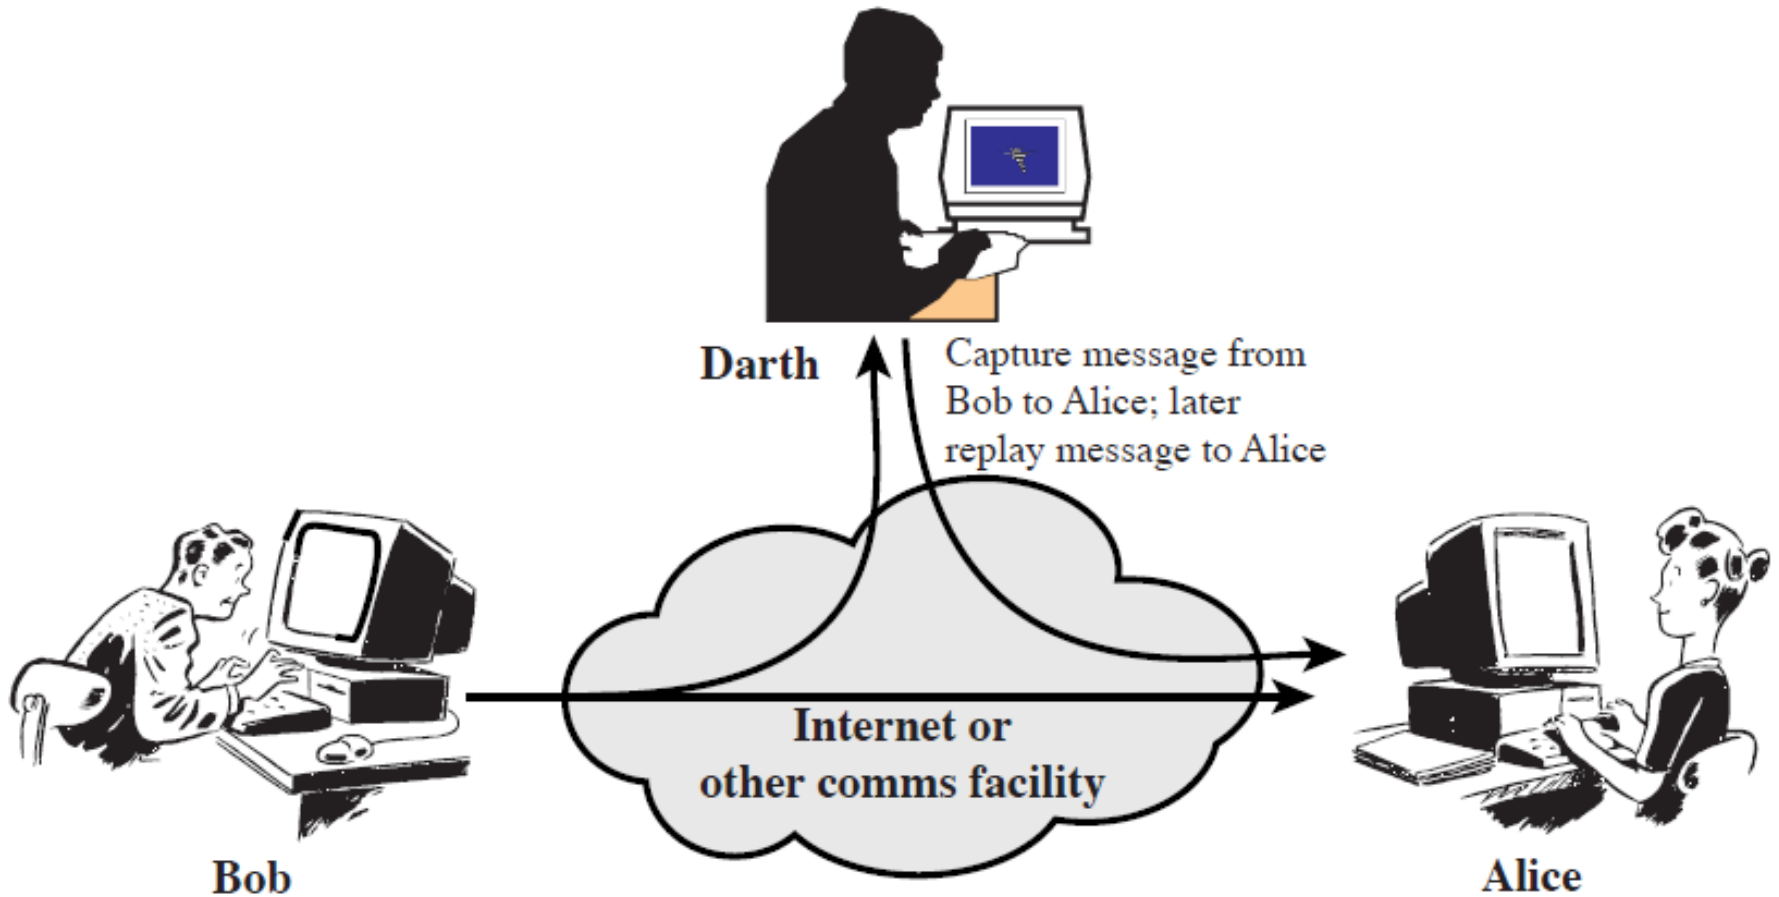 Darth
Capture message from
Bob to Alice; later
replay message to Alice
Internet or
other comms facility
Bob
Alice